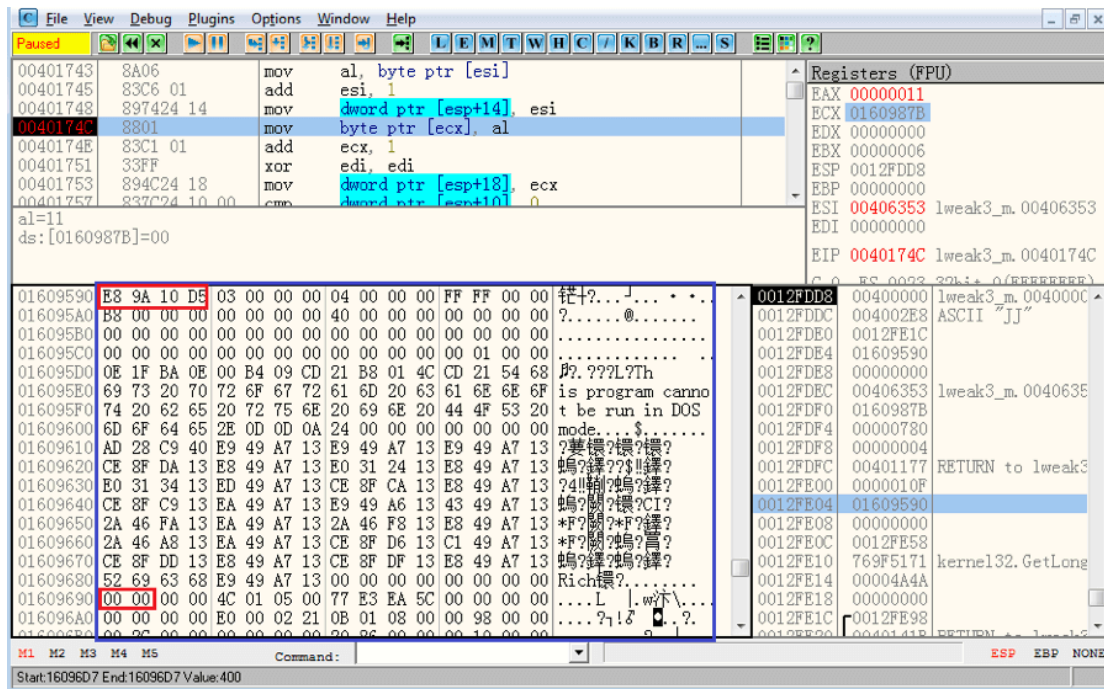 C File View Debug Plugins Options Window Help
Paused L E M T W H C / K B R ... S ?
00401743 8A06 mov al, byte ptr [esi]
00401745 83C6 01 add esi, 1
00401748 897424 14 mov dword ptr [esp+14], esi
0040174C 8801 mov byte ptr [ecx], al
0040174E 83C1 01 add ecx, 1
00401751 33FF xor edi, edi
00401753 894C24 18 mov dword ptr [esp+18], ecx
00401757 837C24 10 00 cmp dword ptr [esp+10], 0
al=11
ds:[0160987B]=00
Registers (FPU)
EAX 00000011
ECX 0160987B
EDX 00000000
EBX 00000006
ESP 0012FDD8
EBP 00000000
ESI 00406353 lweak3_m.00406353
EDI 00000000
EIP 0040174C lweak3_m.0040174C
01609590 E8 9A 10 D5 03 00 00 00 04 00 00 00 FF FF 00 00
016095A0 B8 00 00 00 00 00 00 00 40 00 00 00 00 00 00 00 ?.......@.......
016095B0 00 00 00 00 00 00 00 00 00 00 00 00 00 00 00 00 ................
016095C0 00 00 00 00 00 00 00 00 00 00 00 00 00 01 00 00
016095D0 0E 1F BA 0E 00 B4 09 CD 21 B8 01 4C CD 21 54 68 ?.???L?Th
016095E0 69 73 20 70 72 6F 67 72 61 6D 20 63 61 6E 6E 6F is program canno
016095F0 74 20 62 65 20 72 75 6E 20 69 6E 20 44 4F 53 20 t be run in DOS
01609600 6D 6F 64 65 2E 0D 0D 0A 24 00 00 00 00 00 00 00 mode....$.......
01609610 AD 28 C9 40 E9 49 A7 13 E9 49 A7 13 E9 49 A7 13
01609620 CE 8F DA 13 E8 49 A7 13 E0 31 24 13 E8 49 A7 13
01609630 E0 31 34 13 ED 49 A7 13 CE 8F CA 13 E8 49 A7 13
01609640 CE 8F C9 13 EA 49 A7 13 E9 49 A6 13 43 49 A7 13
01609650 2A 46 FA 13 EA 49 A7 13 2A 46 F8 13 E8 49 A7 13
01609660 2A 46 A8 13 EA 49 A7 13 CE 8F D6 13 C1 49 A7 13
01609670 CE 8F DD 13 E8 49 A7 13 CE 8F DF 13 E8 49 A7 13
01609680 52 69 63 68 E9 49 A7 13 00 00 00 00 00 00 00 00 Rich镮?.........
01609690 00 00 00 00 4C 01 05 00 77 E3 EA 5C 00 00 00 00
016096A0 00 00 00 00 E0 00 02 21 0B 01 08 00 00 98 00 00
0012FDD8 00400000 lweak3_m.0040000
0012FDDC 004002E8 ASCII "JJ"
0012FDE0 0012FE1C
0012FDE4 01609590
0012FDE8 00000000
0012FDEC 00406353 lweak3_m.0040635
0012FDF0 0160987B
0012FDF4 00000780
0012FDF8 00000004
0012FDFC 00401177 RETURN to lweak3
0012FE00 0000010F
0012FE04 01609590
0012FE08 00000000
0012FE0C 0012FE58
0012FE10 769F5171 kernel32.GetLong
0012FE14 00004A4A
0012FE18 00000000
0012FE1C 0012FE98
M1 M2 M3 M4 M5 Command: ESP EBP NONE
Start:16096D7 End:16096D7 Value:400